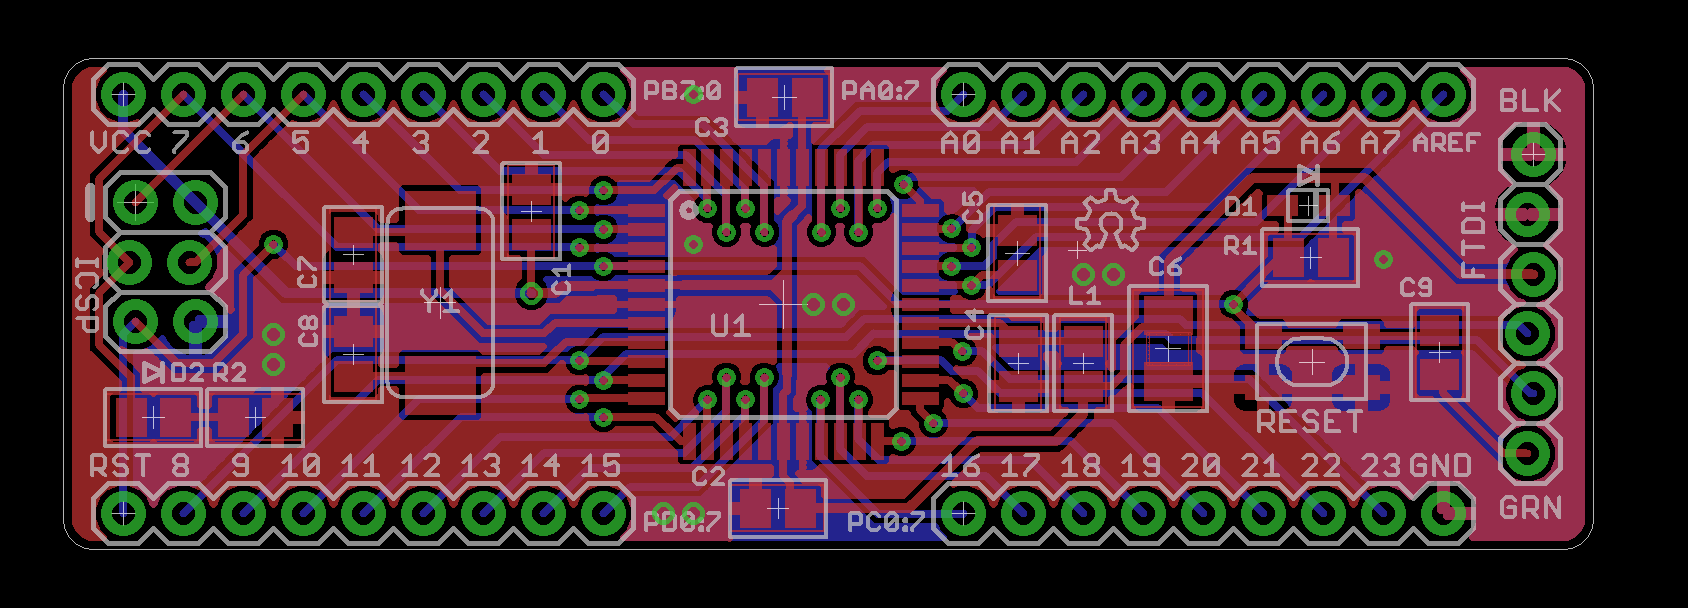 PB7:0 PA0:7
BLK
C3
VCC 7 6 5 4 3 2 1 0 A0 A1 A2 A3 A4 A5 A6 A7 AREF
C5 D1
FTDI
R1
ICSP C7 C1 C6
Y1 L1 C9
C8 U1 C4
D2 R2
RESET
RST 8 9 10 11 12 13 14 15 16 17 18 19 20 21 22 23 GND
C2
GRN
PD0:7 PC0:7